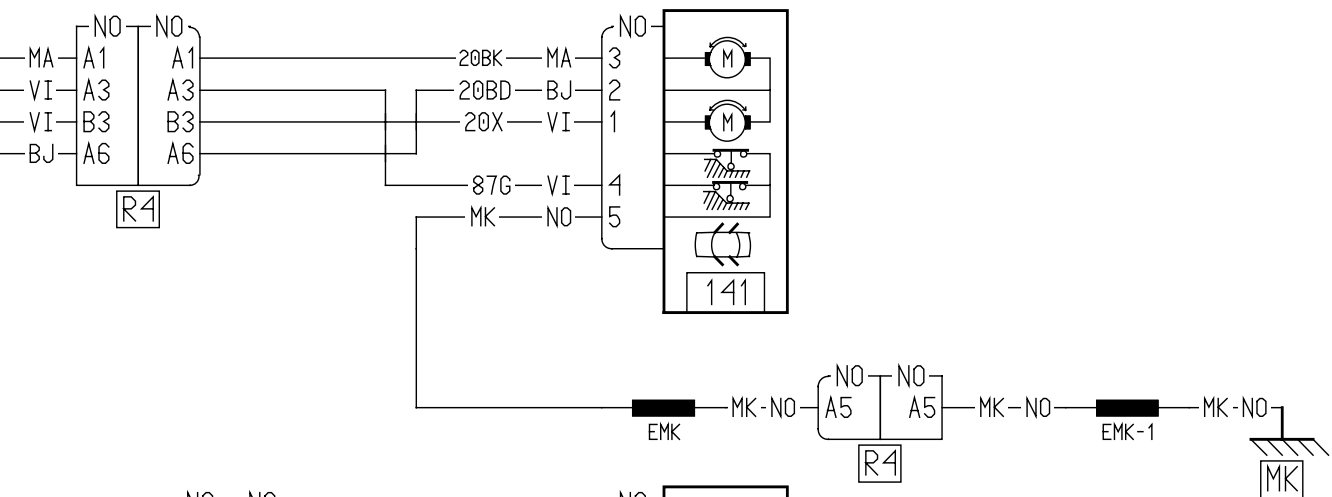 NO NO NO
MA A1 A1 20BK MA 3 M
VI A3 A3 20BD BJ 2
VI B3 B3 20X VI 1 M
BJ A6 A6
87G VI 4
R4
MK NO 5
141
NO NO
MK-NO A5 A5 MK-NO MK-NO
EMK EMK-1
R4
MK
NO NO NO